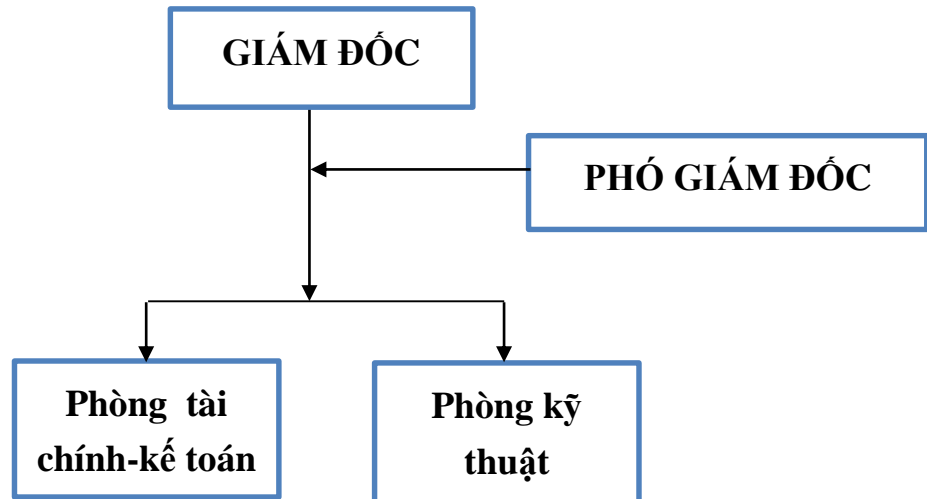 GIÁM ĐỐC
PHÓ GIÁM ĐỐC
Phòng tài
chính-kế toán
Phòng kỹ
thuật